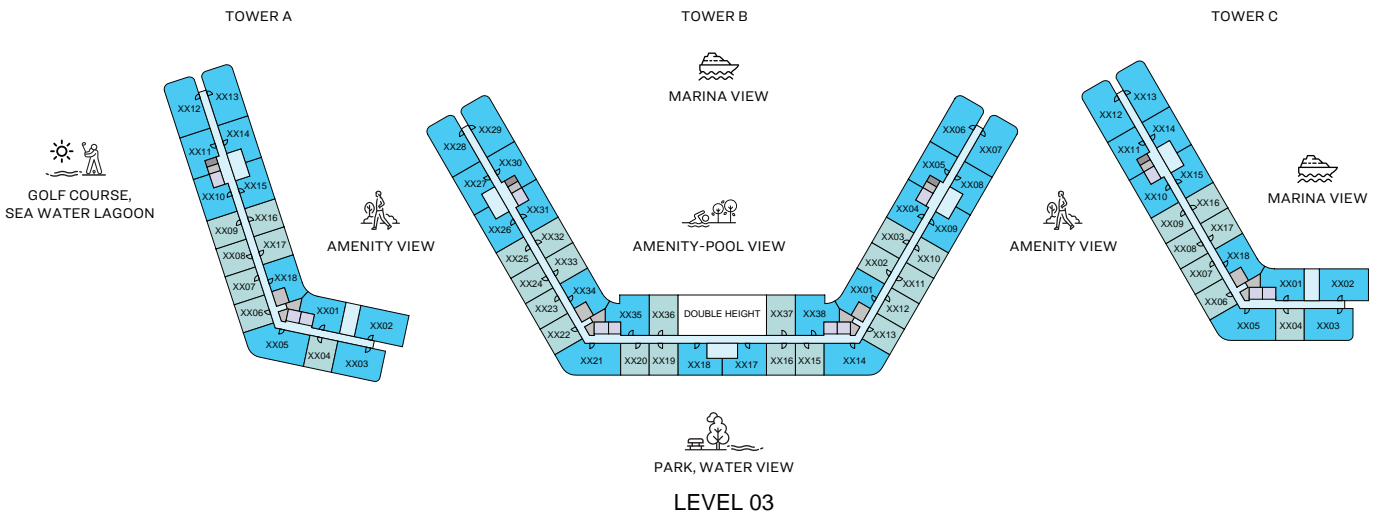 TOWER A
TOWER B
TOWER C
MARINA VIEW
GOLF COURSE,
SEA WATER LAGOON
AMENITY VIEW
AMENITY-POOL VIEW
AMENITY VIEW
MARINA VIEW
XX13
XX12
XX14
XX11
XX15
XX10
XX16
XX09
XX17
XX08
XX18
XX07
XX06
XX01
XX02
XX05
XX04
XX03
XX29
XX28
XX30
XX27
XX31
XX26
XX32
XX25
XX33
XX24
XX34
XX23
XX22
XX35
XX36
DOUBLE HEIGHT
XX37
XX38
XX21
XX20
XX19
XX18
XX17
XX16
XX15
XX14
XX06
XX07
XX05
XX08
XX04
XX09
XX03
XX10
XX02
XX11
XX01
XX12
XX13
XX13
XX12
XX14
XX11
XX15
XX10
XX16
XX09
XX17
XX08
XX18
XX07
XX06
XX01
XX02
XX05
XX04
XX03
PARK, WATER VIEW
LEVEL 03